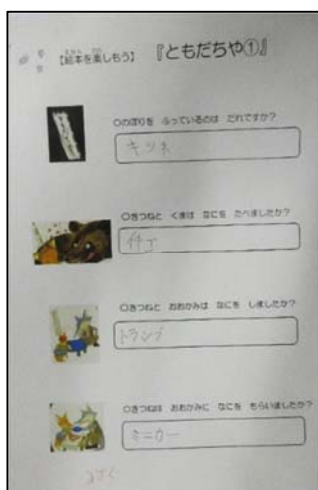 【絵本を楽しもう】 『ともだちや①』
○のぼりを ふっているのは だれですか?
キツネ
○きつねと くまは なにを たべましたか?
○きつねと おおかみは なにを しましたか?
トランプ
○きつねは おおかみに なにを もらいましたか?
ミニカー